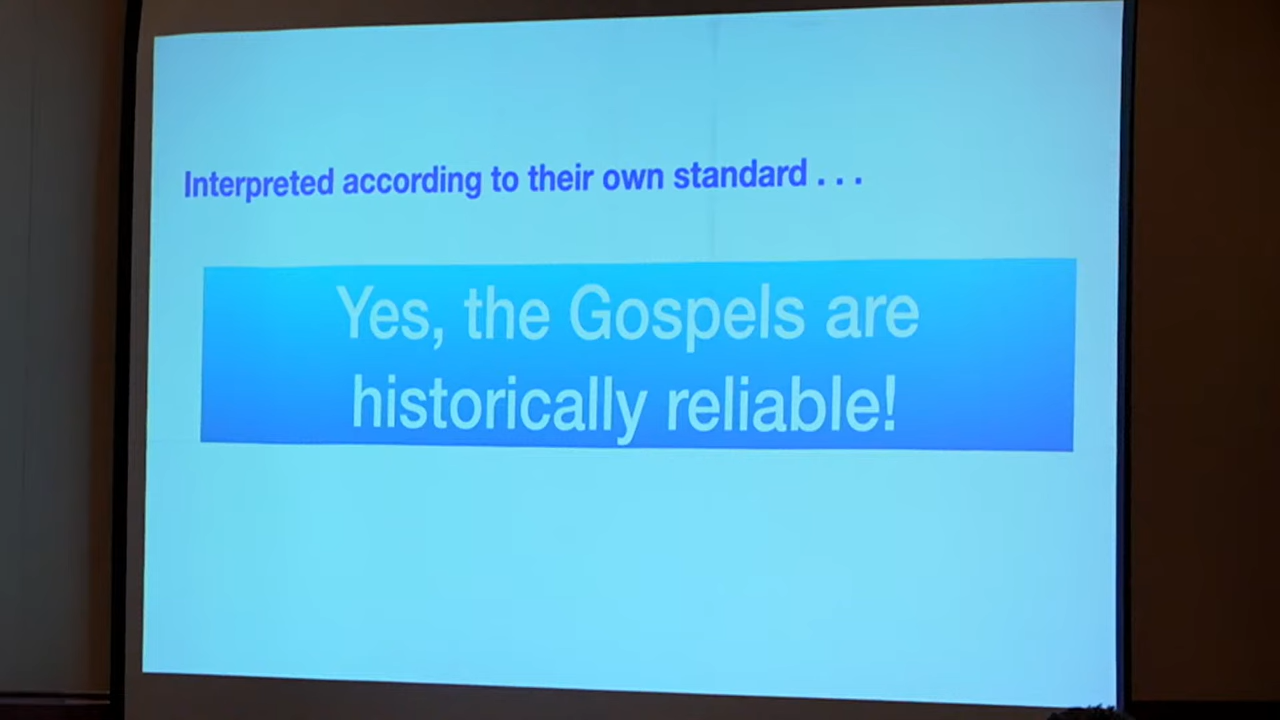 Interpreted according to their own standard . . .
Yes, the Gospels are
historically reliable!